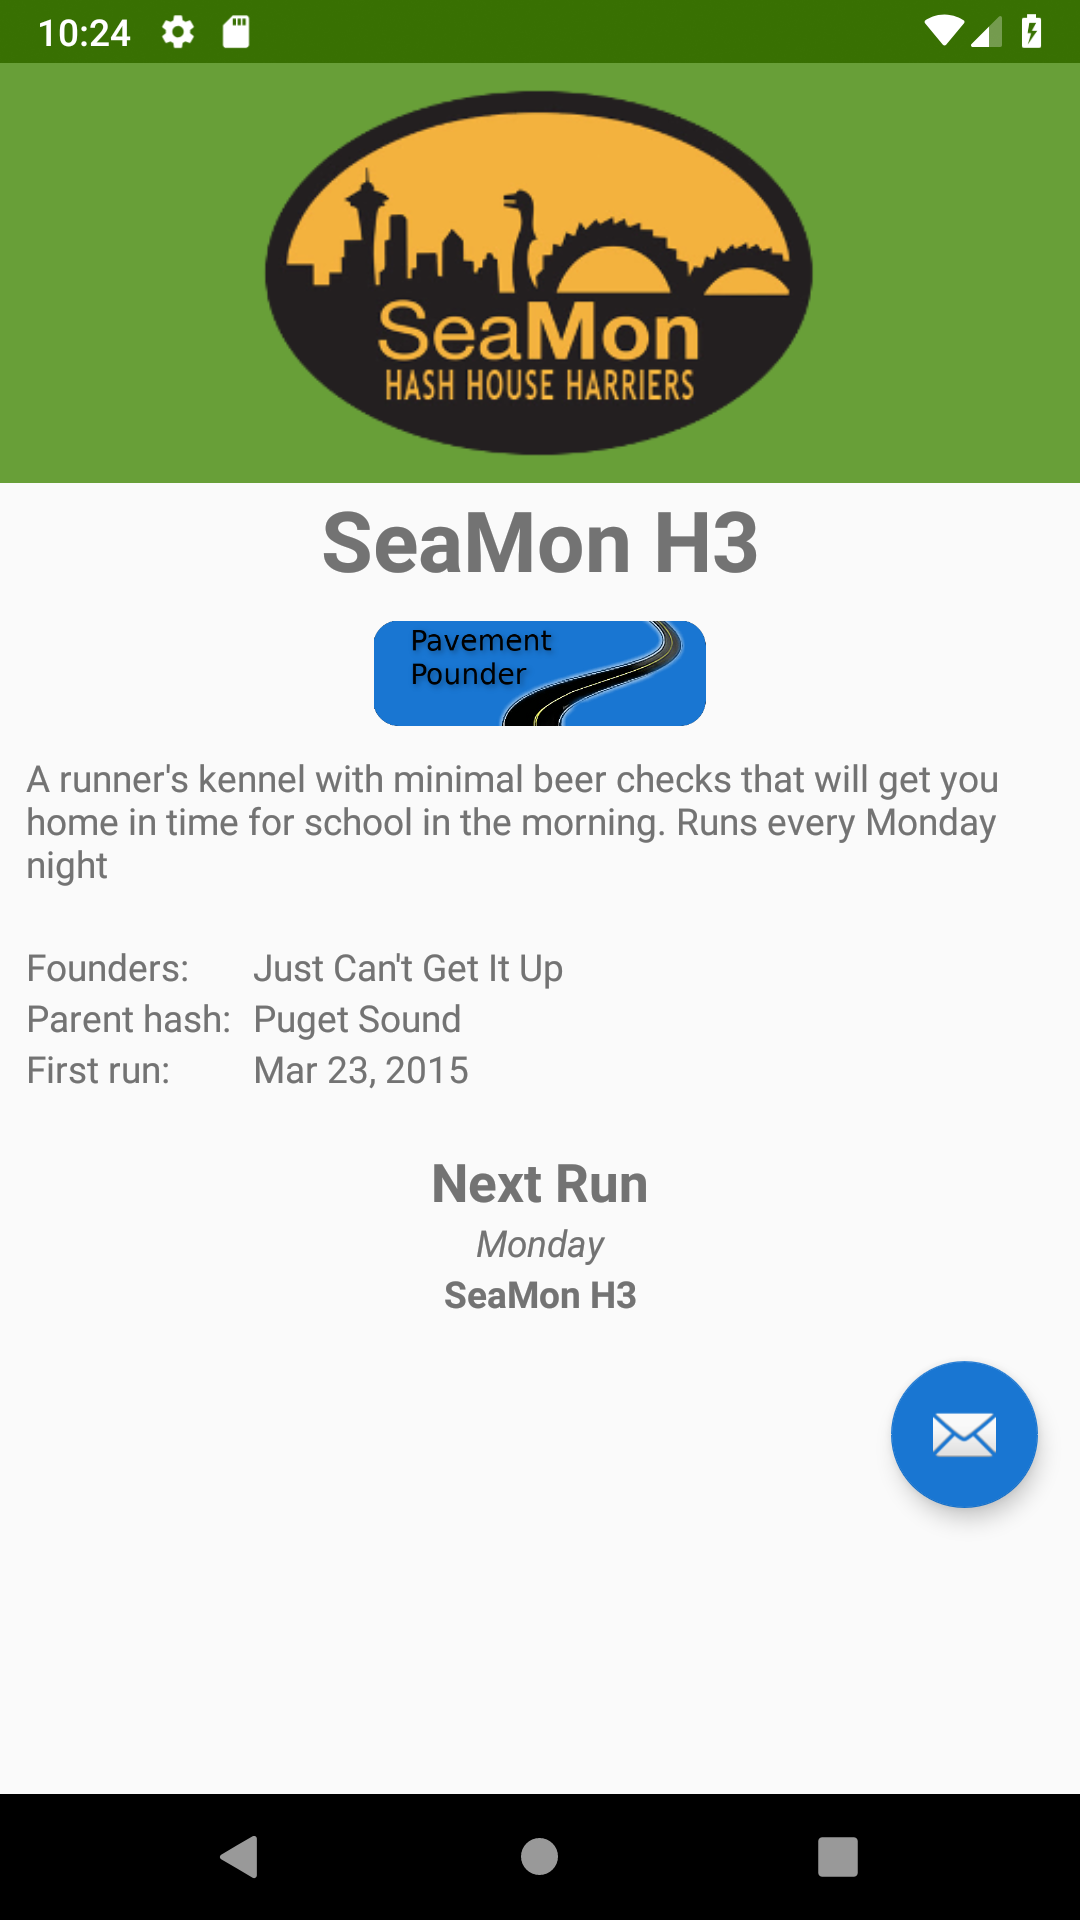 10:24
SeaMon
HASH HOUSE HARRIERS
SeaMon H3
Pavement
Pounder
A runner's kennel with minimal beer checks that will get you
home in time for school in the morning. Runs every Monday
night
Founders: Just Can't Get It Up
Parent hash: Puget Sound
First run: Mar 23, 2015
Next Run
Monday
SeaMon H3